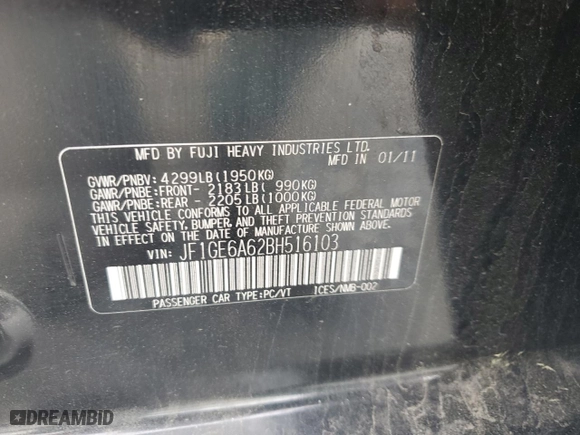 MFD BY FUJI HEAVY INDUSTRIES LTD.
MFD IN 01/11
GVWR/PNBV: 4299LB(1950KG)
GAWR/PNBE:FRONT- 2183LB( 990KG)
GAWR/PNBE:REAR - 2205LB(1000KG)
THIS VEHICLE CONFORMS TO ALL APPLICABLE FEDERAL MOTOR
VEHICLE SAFETY, BUMPER, AND THEFT PREVENTION STANDARDS
IN EFFECT ON THE DATE OF MANUFACTURE SHOWN ABOVE.
VIN: JF1GE6A62BH516103
PASSENGER CAR TYPE:PC/VT ICES/NMB-002
DREAMBID